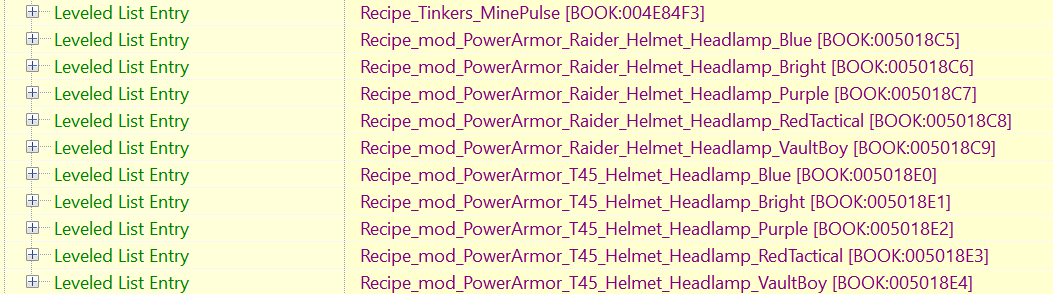 Leveled List Entry Recipe_Tinkers_MinePulse [BOOK:004E84F3]
Leveled List Entry Recipe_mod_PowerArmor_Raider_Helmet_Headlamp_Blue [BOOK:005018C5]
Leveled List Entry Recipe_mod_PowerArmor_Raider_Helmet_Headlamp_Bright [BOOK:005018C6]
Leveled List Entry Recipe_mod_PowerArmor_Raider_Helmet_Headlamp_Purple [BOOK:005018C7]
Leveled List Entry Recipe_mod_PowerArmor_Raider_Helmet_Headlamp_RedTactical [BOOK:005018C8]
Leveled List Entry Recipe_mod_PowerArmor_Raider_Helmet_Headlamp_VaultBoy [BOOK:005018C9]
Leveled List Entry Recipe_mod_PowerArmor_T45_Helmet_Headlamp_Blue [BOOK:005018E0]
Leveled List Entry Recipe_mod_PowerArmor_T45_Helmet_Headlamp_Bright [BOOK:005018E1]
Leveled List Entry Recipe_mod_PowerArmor_T45_Helmet_Headlamp_Purple [BOOK:005018E2]
Leveled List Entry Recipe_mod_PowerArmor_T45_Helmet_Headlamp_RedTactical [BOOK:005018E3]
Leveled List Entry Recipe_mod_PowerArmor_T45_Helmet_Headlamp_VaultBoy [BOOK:005018E4]